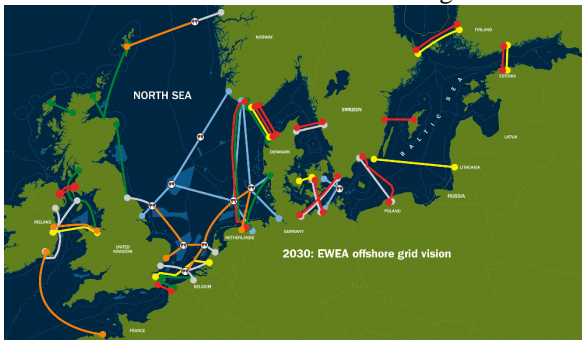 FINLAND
NORWAY
ESTONIA
NORTH SEA
SWEDEN
BALTIC SEA
LATVIA
DENMARK
LITHUANIA
RUSSIA
IRELAND
POLAND
UNITED
KINGDOM
NETHERLANDS
GERMANY
2030: EWEA offshore grid vision
BELGIUM
FRANCE